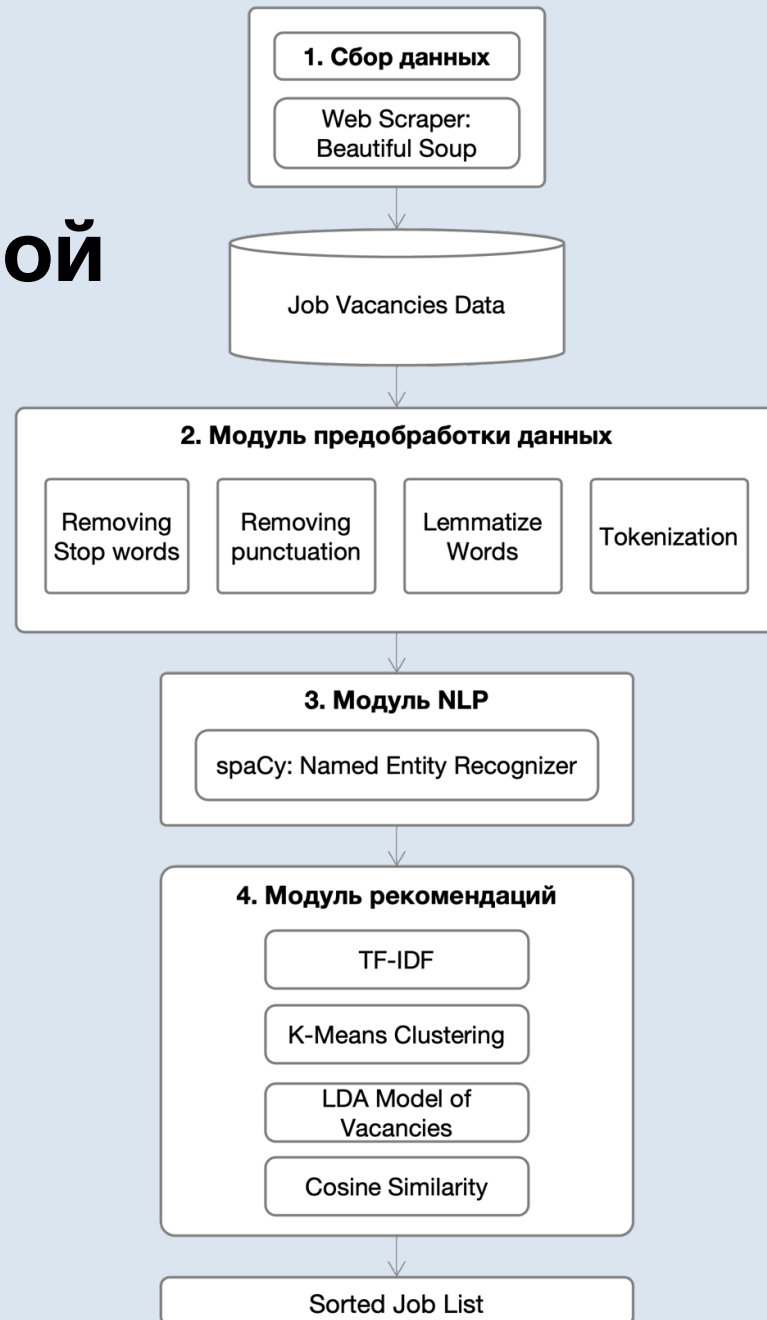 1. Сбор данных
Web Scraper:
Beautiful Soup
ой
Job Vacancies Data
2. Модуль предобработки данных
Removing
Stop words
Removing
punctuation
Lemmatize
Words
Tokenization
3. Модуль NLP
spaCy: Named Entity Recognizer
4. Модуль рекомендаций
TF-IDF
K-Means Clustering
LDA Model of
Vacancies
Cosine Similarity
Sorted Job List